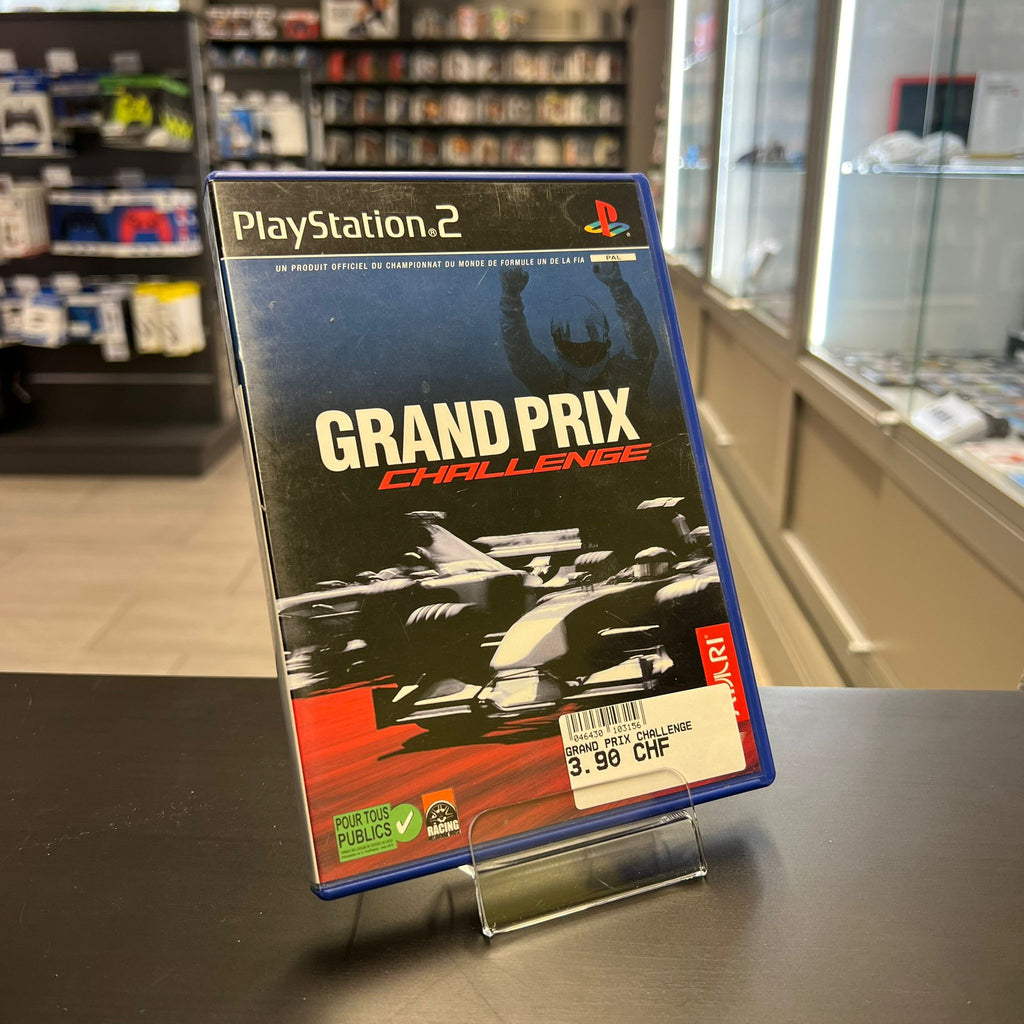 PlayStation®2
UN PRODUIT OFFICIEL DU CHAMPIONNAT DU MONDE DE FORMULE UN DE LA FIA
PAL
GRAND PRIX
CHALLENGE
ATARI
046430 103156
GRAND PRIX CHALLENGE
3.90 CHF
POUR TOUS
PUBLICS
RACING